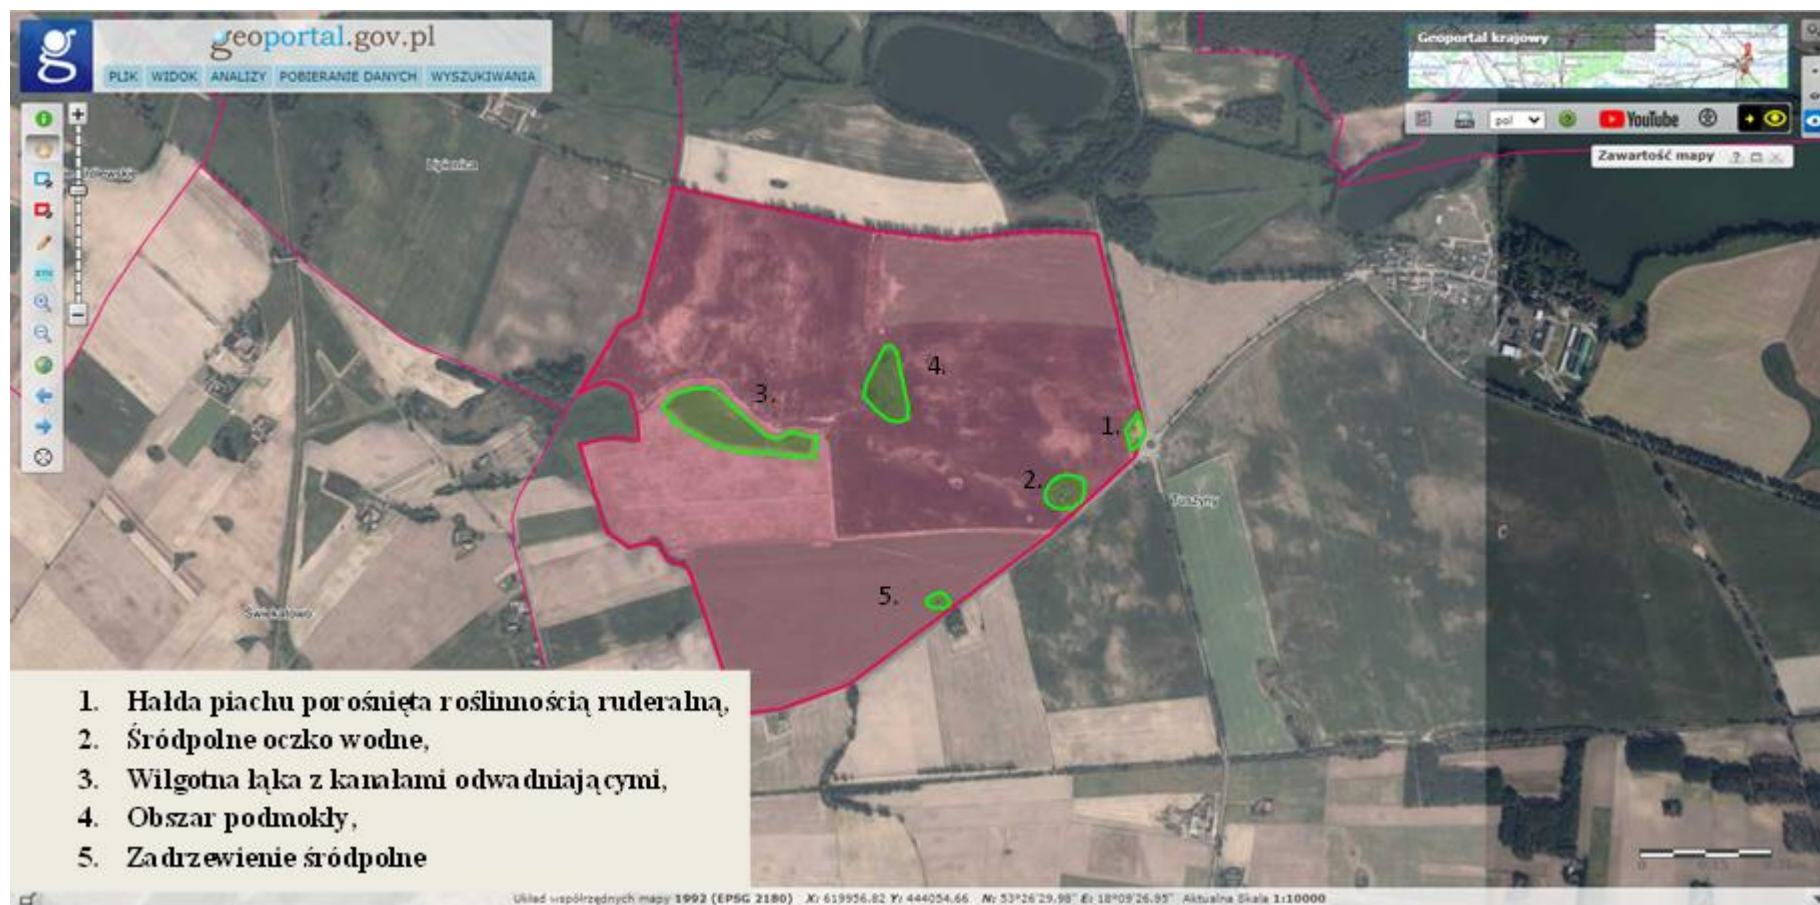 geoportal.gov.pl
PLIK WIDOK ANALIZY POBIERANIE DANYCH WYSZUKIWANIA
Geoportal krajowy
pol
YouTube
Zawartość mapy
Lipienica
3.
4.
1.
2.
Tuszyny
5.
Świekatowo
1. Hałda piachu porośnięta roślinnością ruderalną,
2. Śródpolne oczko wodne,
3. Wilgotna łąka z kanałami odwadniającymi,
4. Obszar podmokły,
5. Zadrzewienie śródpolne
Układ współrzędnych mapy 1992 (EPSG 2180) X: 619956.82 Y: 444054.66 N: 53°26'29.98" E: 18°09'26.95" Aktualna Skala 1:10000